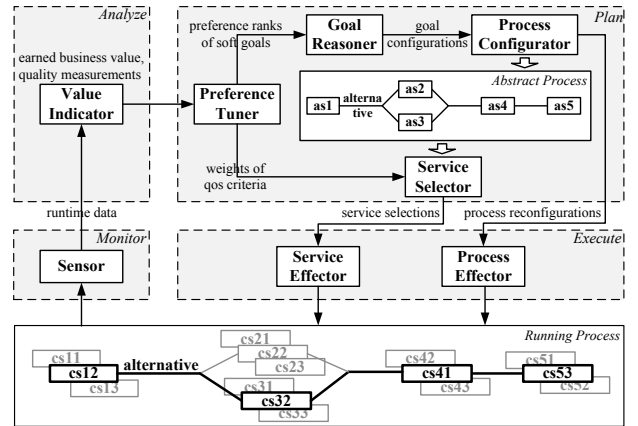 Analyze
Plan
earned business value,
quality measurements
Value
Indicator
preference ranks
of soft goals
Goal
Reasoner
goal
configurations
Process
Configurator
Preference
Tuner
Abstract Process
as1
alterna
tive
as2
as3
as4
as5
weights of
qos criteria
Service
Selector
runtime data
service selections
process reconfigurations
Monitor
Execute
Sensor
Service
Effector
Process
Effector
Running Process
cs11
cs12
cs13
alternative
cs21
cs22
cs23
cs31
cs32
cs33
cs42
cs41
cs43
cs51
cs53
cs52